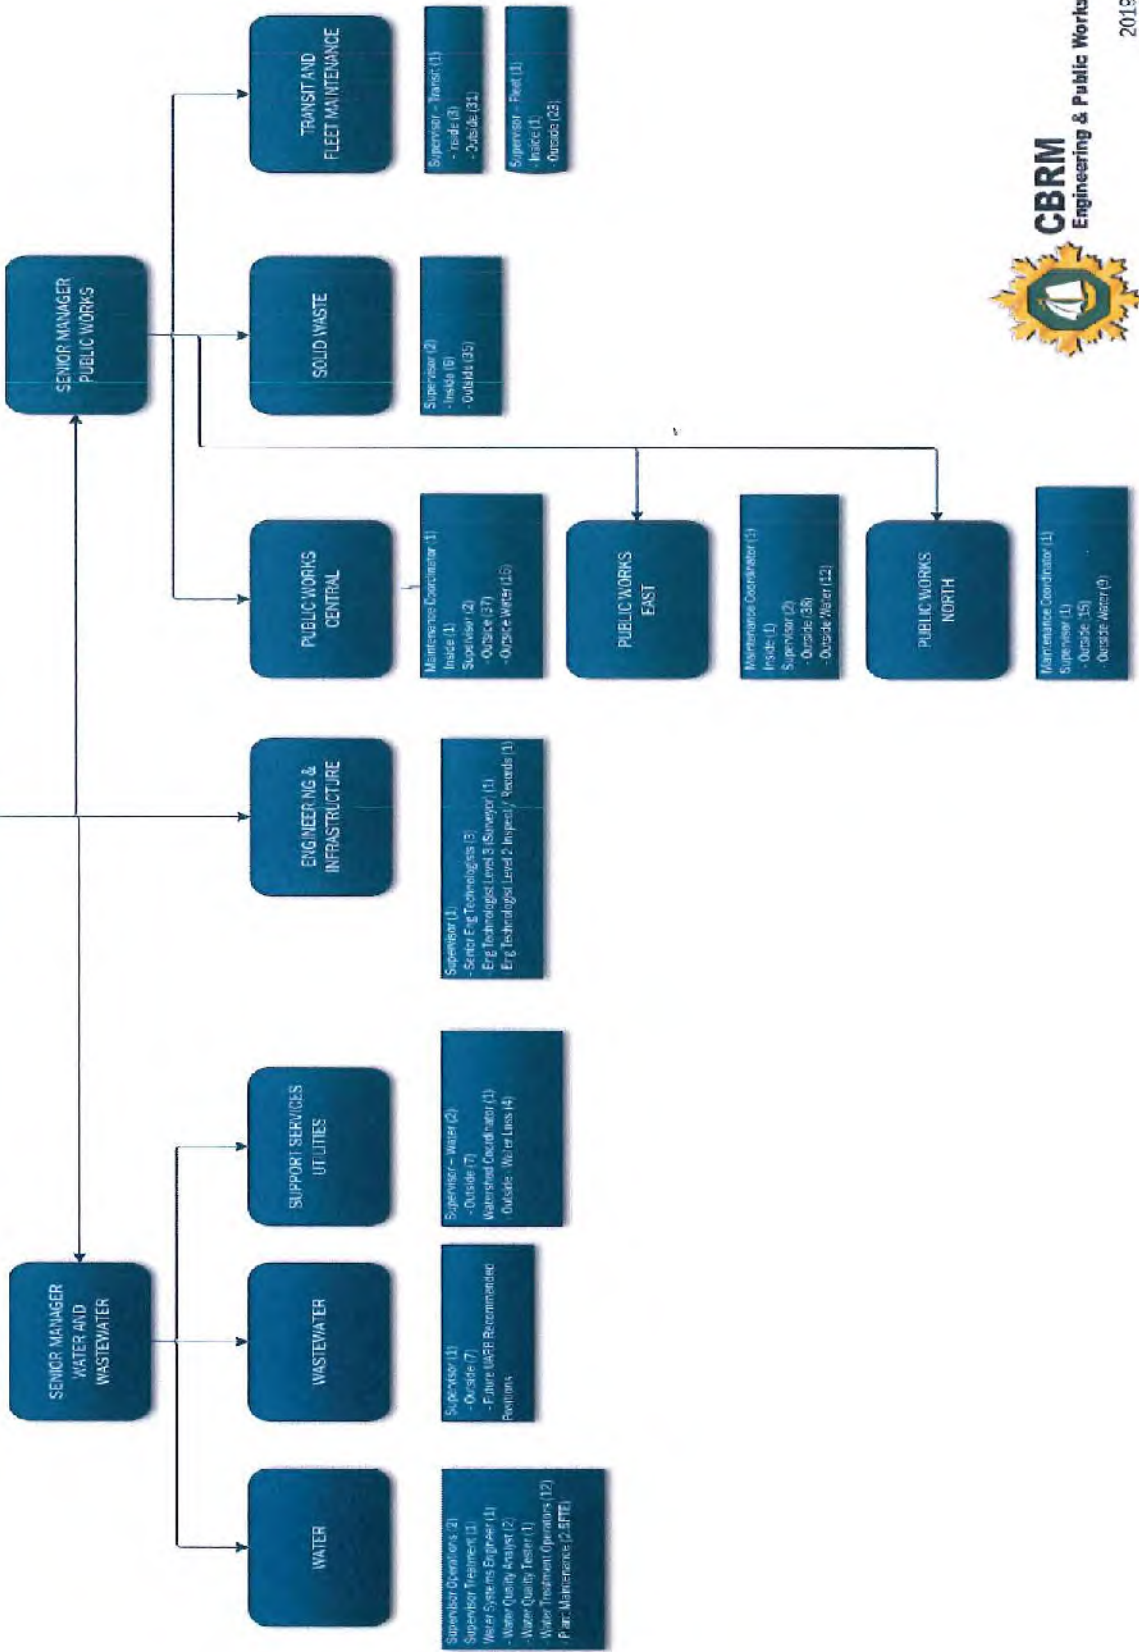 SENIOR MANAGER
WATER AND
WASTEWATER
SENIOR MANAGER
PUBLIC WORKS
WATER
WASTEWATER
SUPPORT SERVICES
UTILITIES
ENGINEERING &
INFRASTRUCTURE
PUBLIC WORKS
CENTRAL
SOLID WASTE
TRANSIT AND
FLEET MAINTENANCE
Supervisor Operations (2)
Supervisor Treatment (1)
Water Systems Engineer (1)
- Water Quality Analyst (2)
- Water Quality Tester (1)
- Water Treatment Operators (12)
- Plant Maintenance (2.5FTE)
Supervisor (1)
- Outside (7)
- Future UARB Recommended
Positions
Supervisor – Water (2)
- Outside (7)
Watershed Coordinator (1)
- Outside - Water Loss (4)
Supervisor (1)
- Senior Eng Technologists (3)
- Eng Technologist Level 3 (Surveyor) (1)
- Eng Technologist Level 2 Inspect / Records (1)
Maintenance Coordinator (1)
Inside (1)
Supervisor (2)
- Outside (37)
- Outside Water (16)
Supervisor (2)
- Inside (6)
- Outside (35)
Supervisor – Transit (1)
- Inside (3)
- Outside (31)
Supervisor – Fleet (1)
- Inside (1)
- Outside (23)
PUBLIC WORKS
EAST
Maintenance Coordinator (1)
Inside (1)
Supervisor (2)
- Outside (38)
- Outside Water (12)
PUBLIC WORKS
NORTH
Maintenance Coordinator (1)
Supervisor (1)
- Outside (15)
- Outside Water (9)
CBRM
Engineering & Public Works
2019